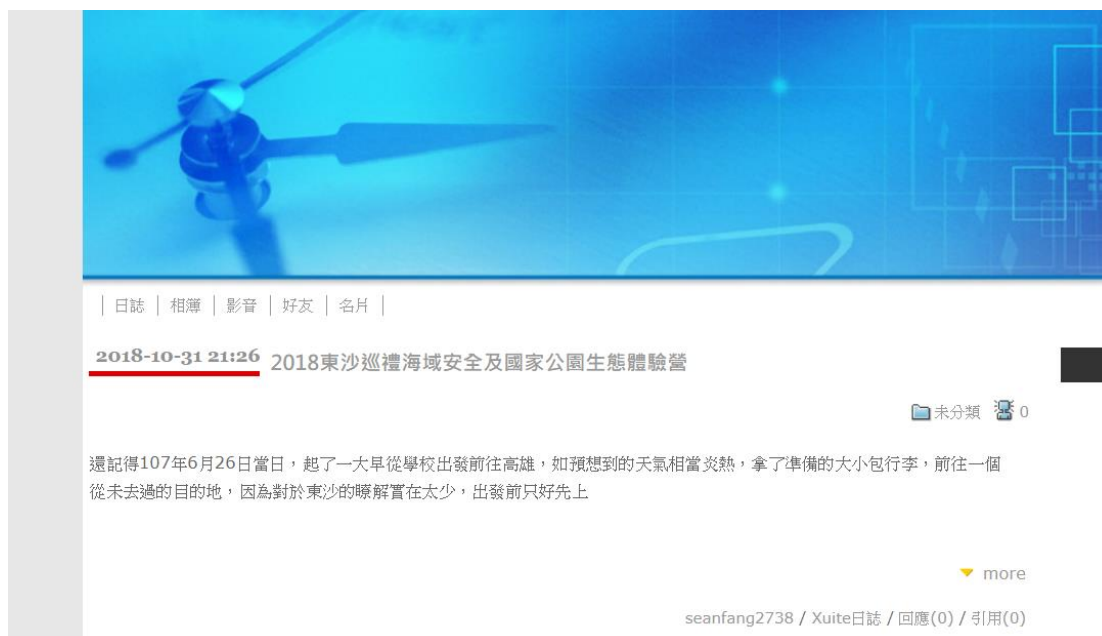 │ 日誌 │ 相簿 │ 影音 │ 好友 │ 名片 │
2018-10-31 21:26 2018東沙巡禮海域安全及國家公園生態體驗營
未分類 0
還記得107年6月26日當日，起了一大早從學校出發前往高雄，如預想到的天氣相當炎熱，拿了準備的大小包行李，前往一個
從未去過的目的地，因為對於東沙的瞭解實在太少，出發前只好先上
more
seanfang2738 / Xuite日誌 / 回應(0) / 引用(0)